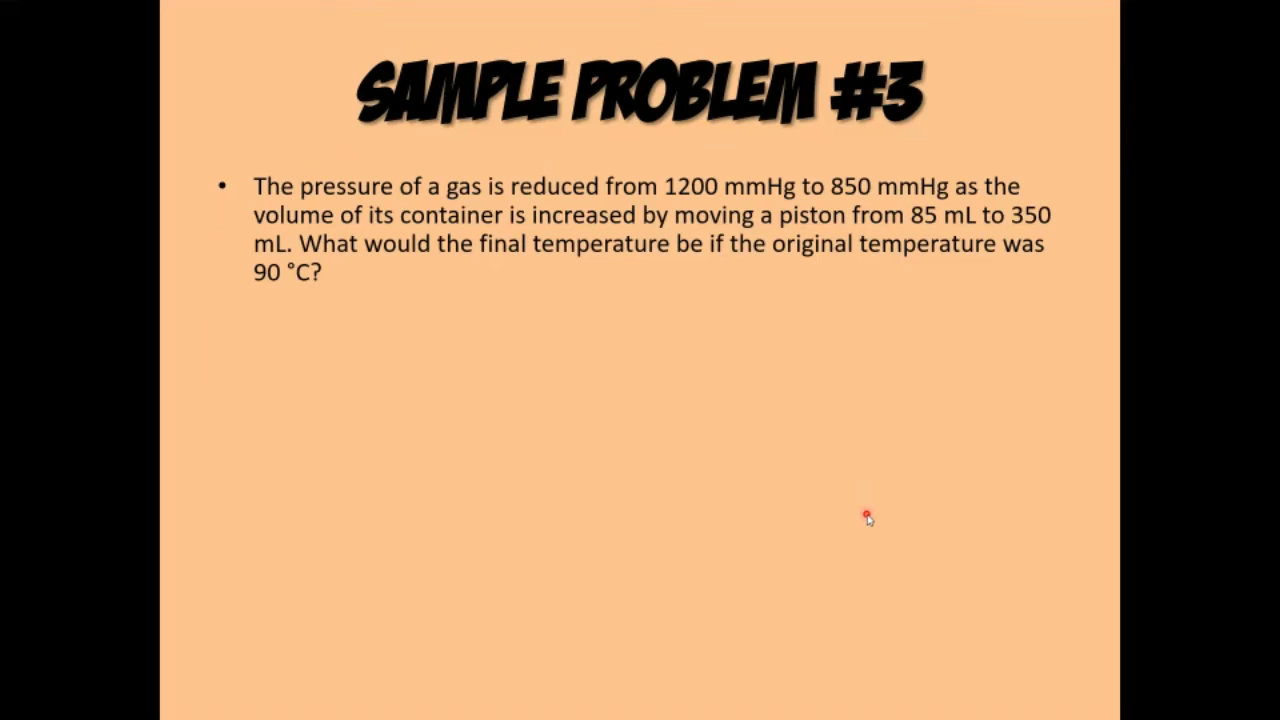 SAMPLE PROBLEM #3
• The pressure of a gas is reduced from 1200 mmHg to 850 mmHg as the
volume of its container is increased by moving a piston from 85 mL to 350
mL. What would the final temperature be if the original temperature was
90 °C?